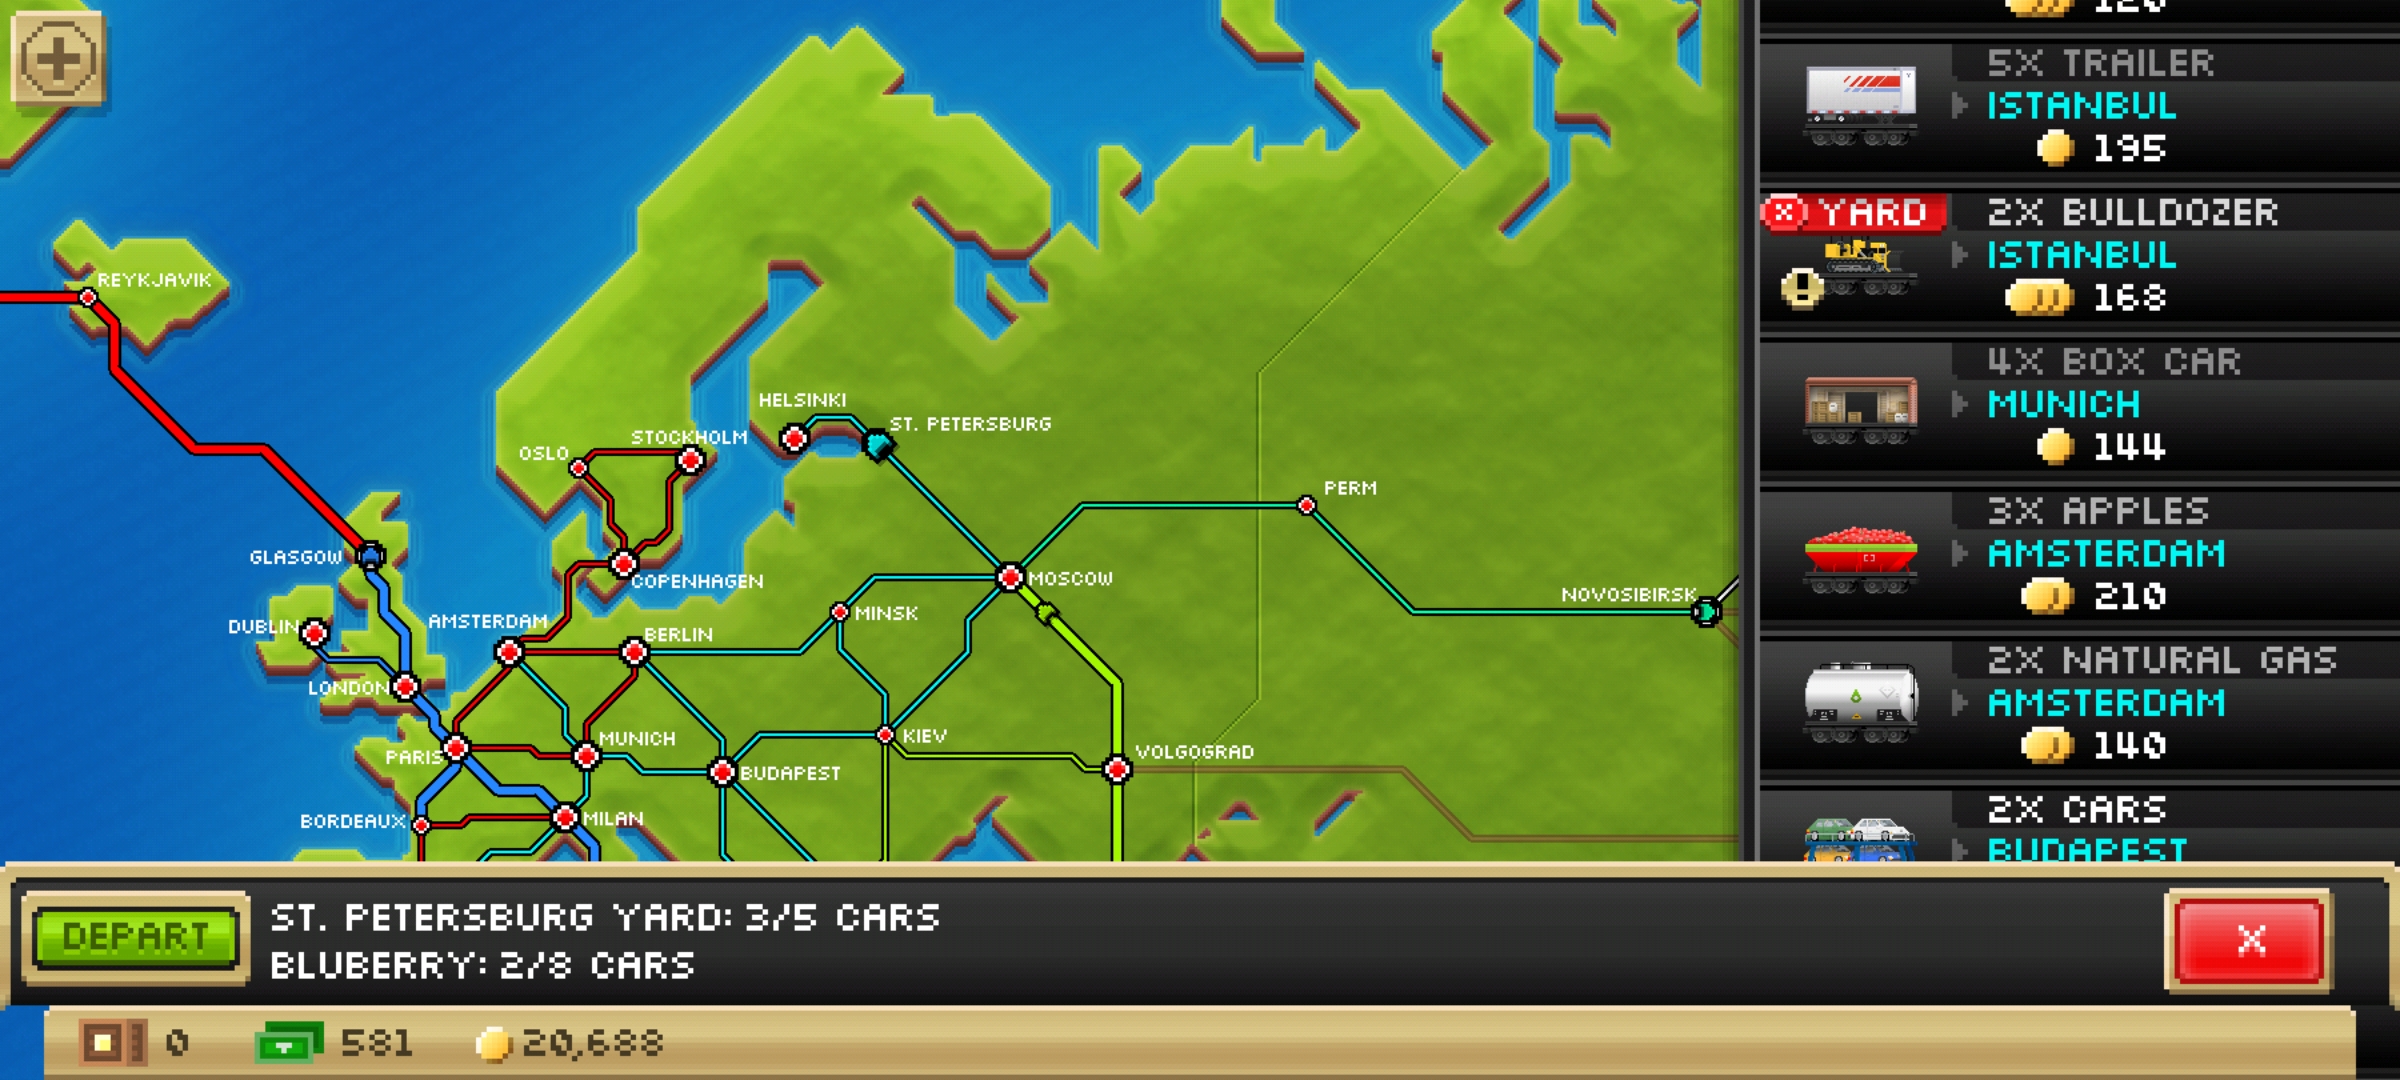 120
5X TRAILER
ISTANBUL
195
YARD
2X BULLDOZER
ISTANBUL
168
4X BOX CAR
MUNICH
144
3X APPLES
AMSTERDAM
210
2X NATURAL GAS
AMSTERDAM
140
2X CARS
BUDAPEST
REYKJAVIK
HELSINKI
ST. PETERSBURG
STOCKHOLM
OSLO
PERM
GLASGOW
COPENHAGEN
MOSCOW
NOVOSIBIRSK
MINSK
DUBLIN
AMSTERDAM
BERLIN
LONDON
KIEV
MUNICH
PARIS
VOLGOGRAD
BUDAPEST
BORDEAUX
MILAN
DEPART
ST. PETERSBURG YARD: 3/5 CARS
BLUBERRY: 2/8 CARS
X
0
581
20,688